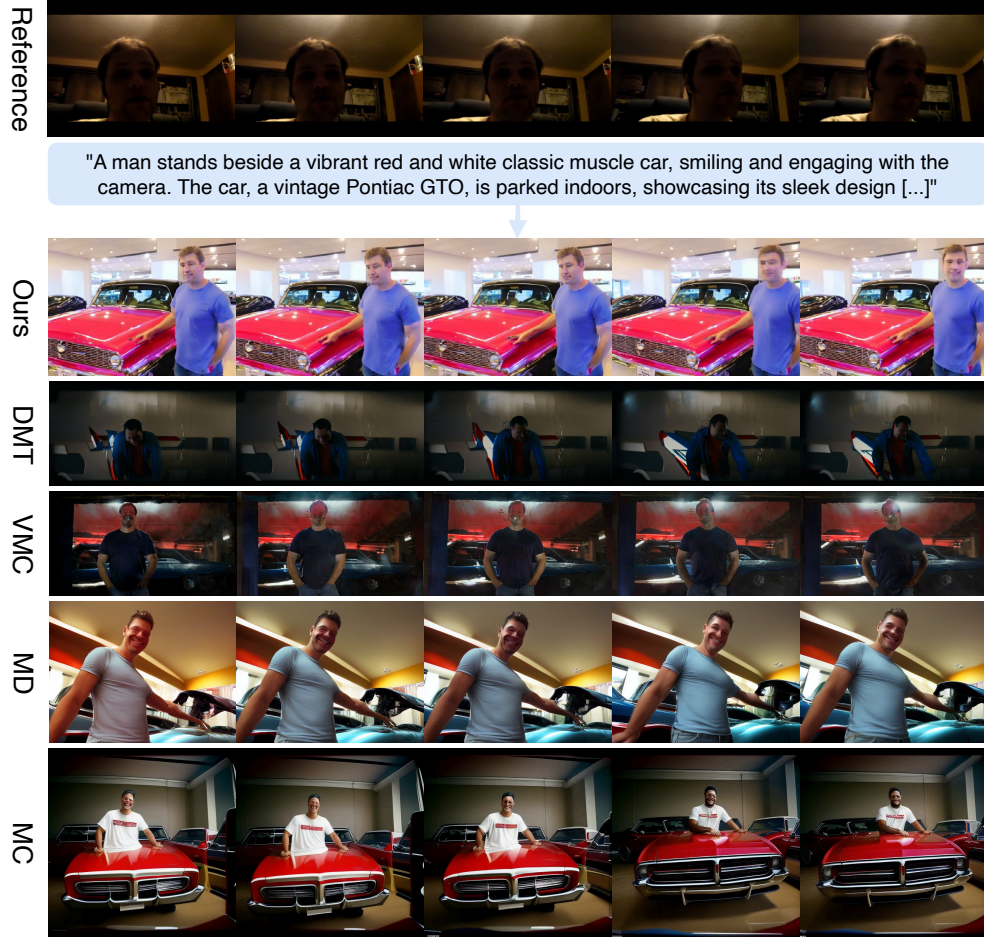 Reference
"A man stands beside a vibrant red and white classic muscle car, smiling and engaging with the
camera. The car, a vintage Pontiac GTO, is parked indoors, showcasing its sleek design [...]"
Ours
DMT
VMC
MD
MC